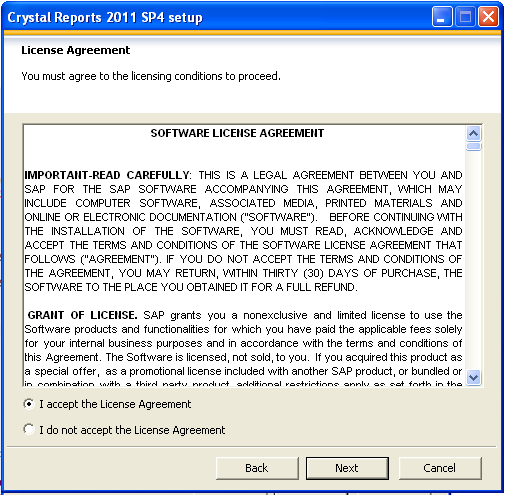 Crystal Reports 2011 SP4 setup
License Agreement
You must agree to the licensing conditions to proceed.
SOFTWARE LICENSE AGREEMENT
IMPORTANT-READ CAREFULLY: THIS IS A LEGAL AGREEMENT BETWEEN YOU AND
SAP FOR THE SAP SOFTWARE ACCOMPANYING THIS AGREEMENT, WHICH MAY
INCLUDE COMPUTER SOFTWARE, ASSOCIATED MEDIA, PRINTED MATERIALS AND
ONLINE OR ELECTRONIC DOCUMENTATION ("SOFTWARE"). BEFORE CONTINUING WITH
THE INSTALLATION OF THE SOFTWARE, YOU MUST READ, ACKNOWLEDGE AND
ACCEPT THE TERMS AND CONDITIONS OF THE SOFTWARE LICENSE AGREEMENT THAT
FOLLOWS ("AGREEMENT"). IF YOU DO NOT ACCEPT THE TERMS AND CONDITIONS OF
THE AGREEMENT, YOU MAY RETURN, WITHIN THIRTY (30) DAYS OF PURCHASE, THE
SOFTWARE TO THE PLACE YOU OBTAINED IT FOR A FULL REFUND.
GRANT OF LICENSE. SAP grants you a nonexclusive and limited license to use the
Software products and functionalities for which you have paid the applicable fees solely
for your internal business purposes and in accordance with the terms and conditions of
this Agreement. The Software is licensed, not sold, to you. If you acquired this product as
a special offer, as a promotional license included with another SAP product, or bundled or
in combination with a third party product, additional restrictions apply as set forth in the
I accept the License Agreement
I do not accept the License Agreement
Back
Next
Cancel